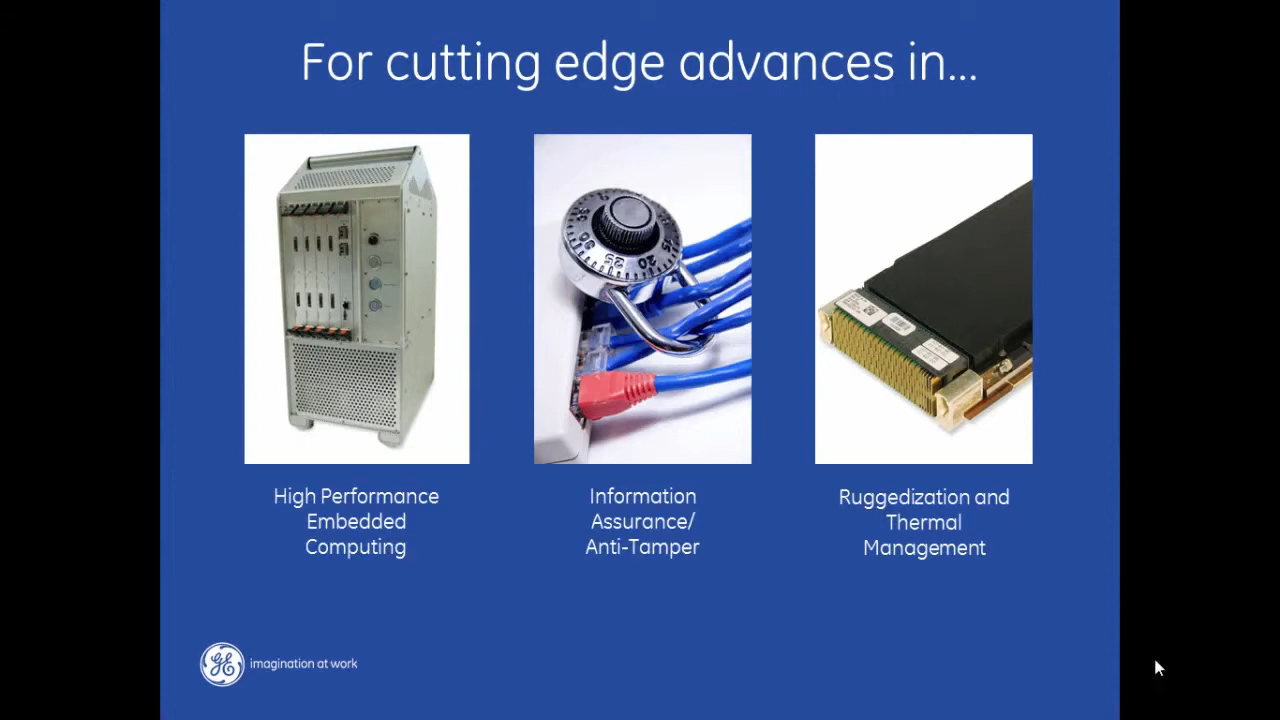 For cutting edge advances in...
High Performance
Embedded
Computing
Information
Assurance/
Anti-Tamper
Ruggedization and
Thermal
Management
GE
imagination at work